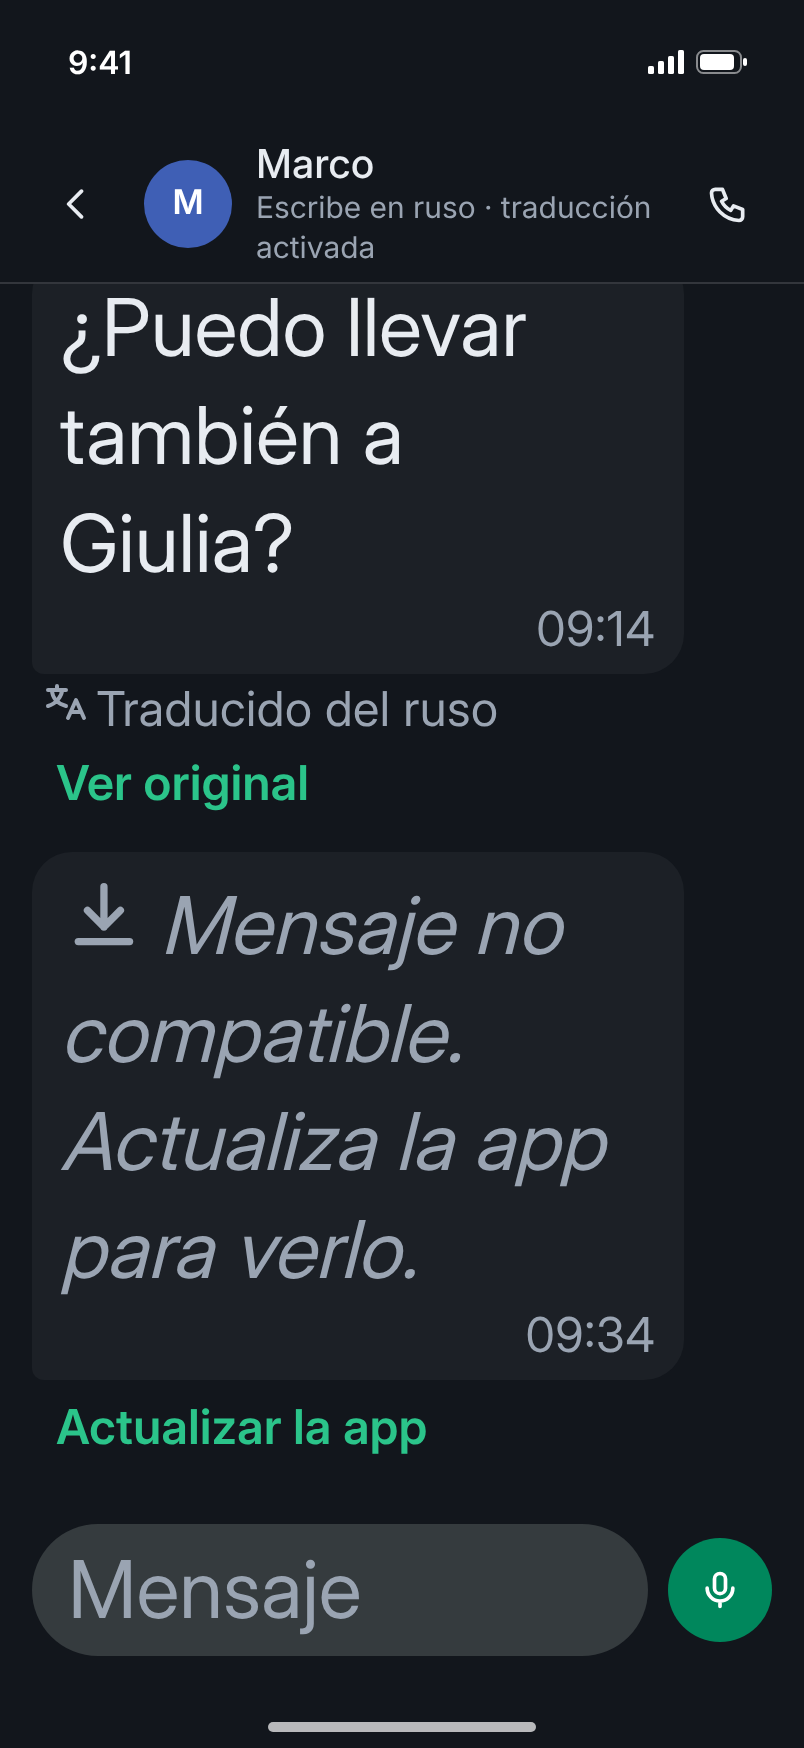 9:41
M
Marco
Escribe en ruso · traducción
activada
¿Puedo llevar
también a
Giulia?
09:14
Traducido del ruso
Ver original
Mensaje no
compatible.
Actualiza la app
para verlo.
09:34
Actualizar la app
Mensaje